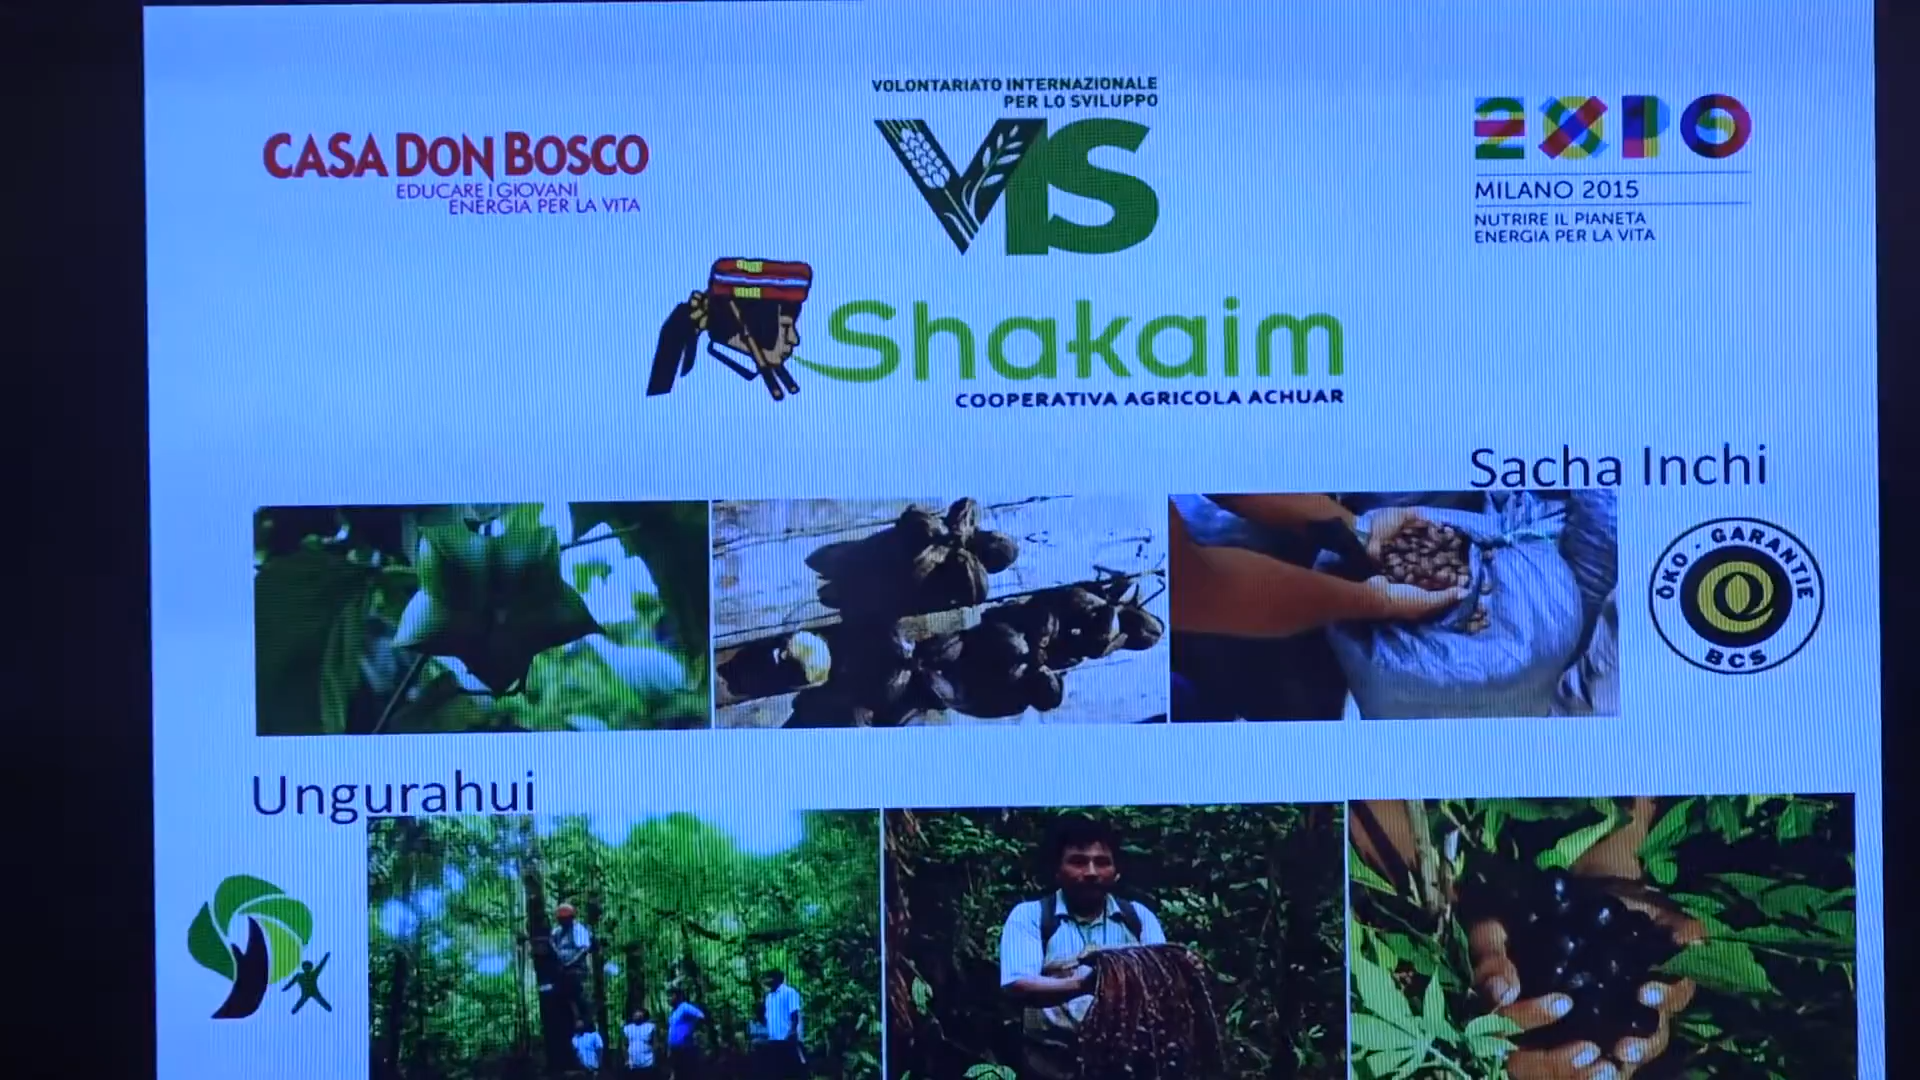 VOLONTARIATO INTERNAZIONALE
PER LO SVILUPPO
VIS
CASA DON BOSCO
EDUCARE I GIOVANI
ENERGIA PER LA VITA
EXPO
MILANO 2015
NUTRIRE IL PIANETA
ENERGIA PER LA VITA
Shakaim
COOPERATIVA AGRICOLA ACHUAR
Sacha Inchi
ÖKO - GARANTIE
BCS
Ungurahui